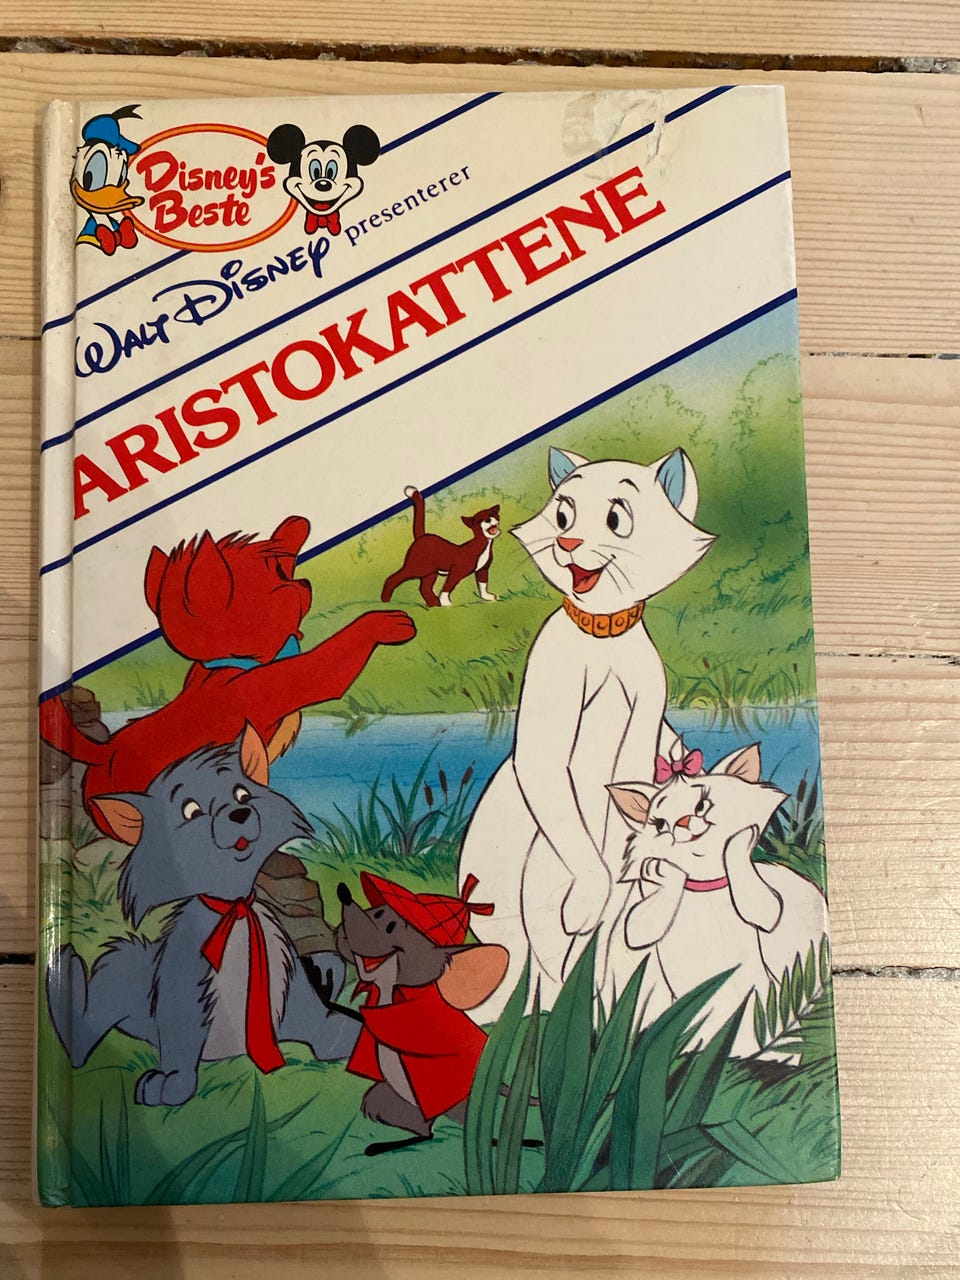 Disney's
Beste
WALT DISNEY presenterer
ARISTOKATTENE